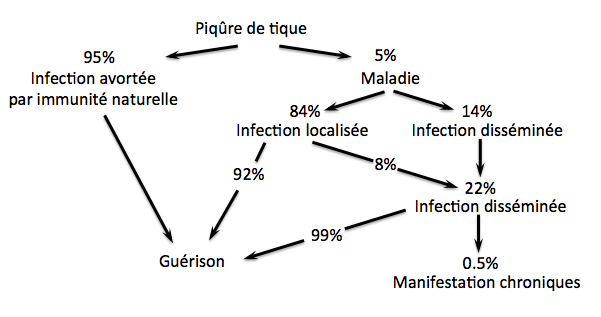 Piqûre de tique
95%
Infection avortée
par immunité naturelle
5%
Maladie
84%
Infection localisée
14%
Infection disséminée
92%
8%
22%
Infection disséminée
99%
Guérison
0.5%
Manifestation chroniques